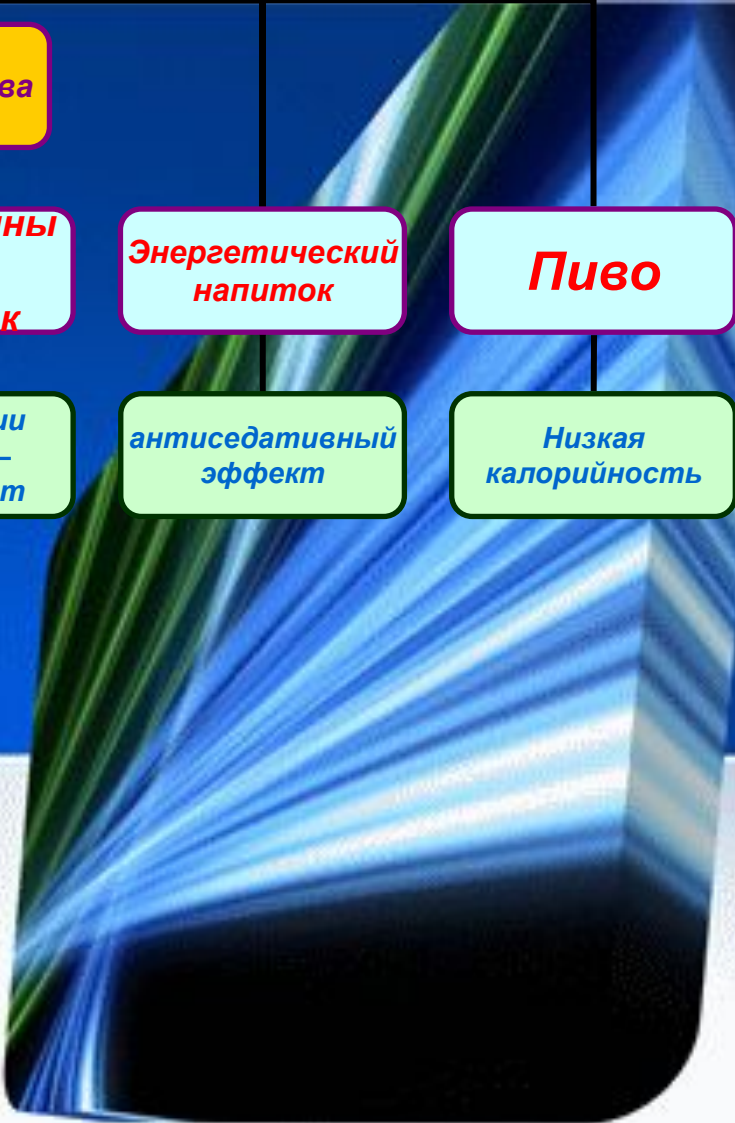 Энергетический
напиток
Пиво
антиседативный
эффект
Низкая
калорийность